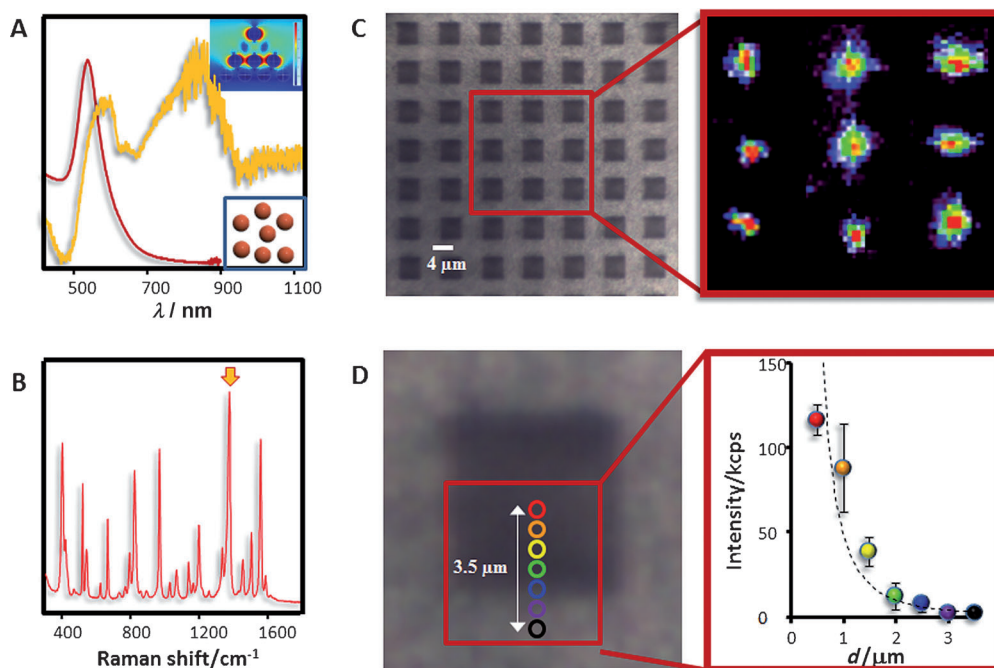 A
500
700
900
1100
λ / nm
B
400
800
1200
1600
Raman shift/cm⁻¹
C
4 µm
D
3.5 µm
150
100
50
0
Intensity/kcps
0
1
2
3
d/µm